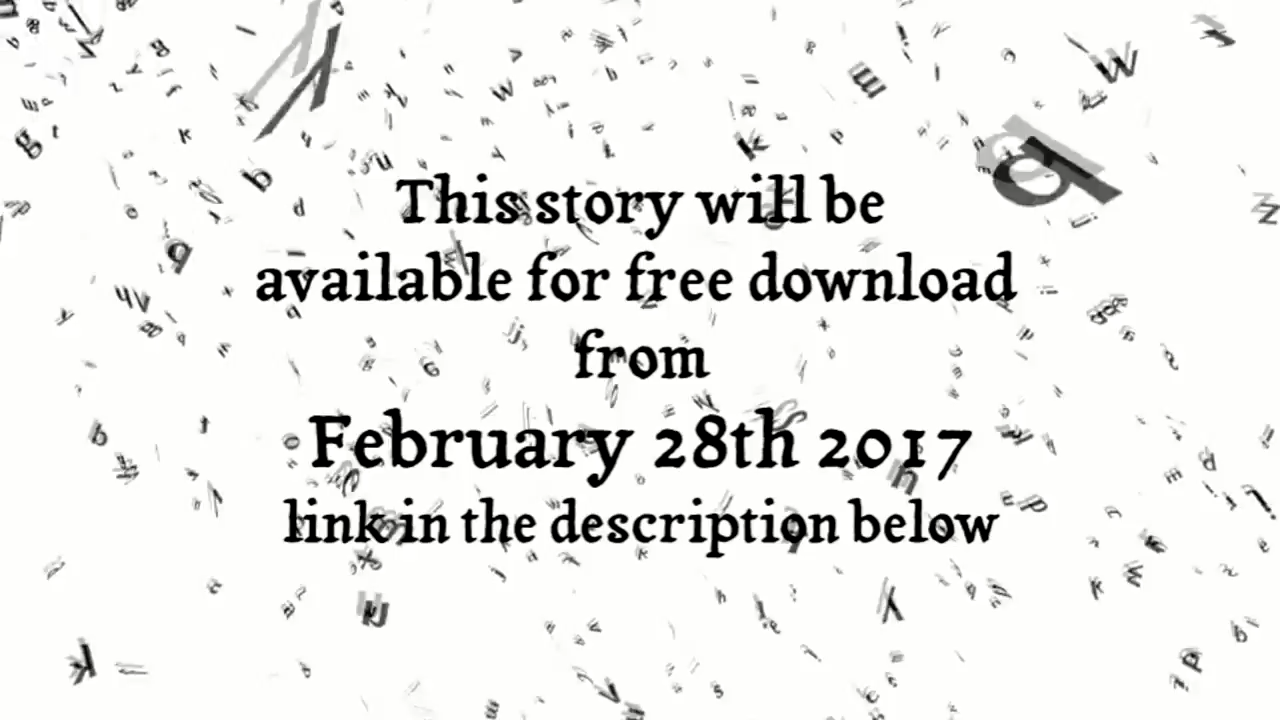 This story will be
available for free download
from
February 28th 2017
link in the description below